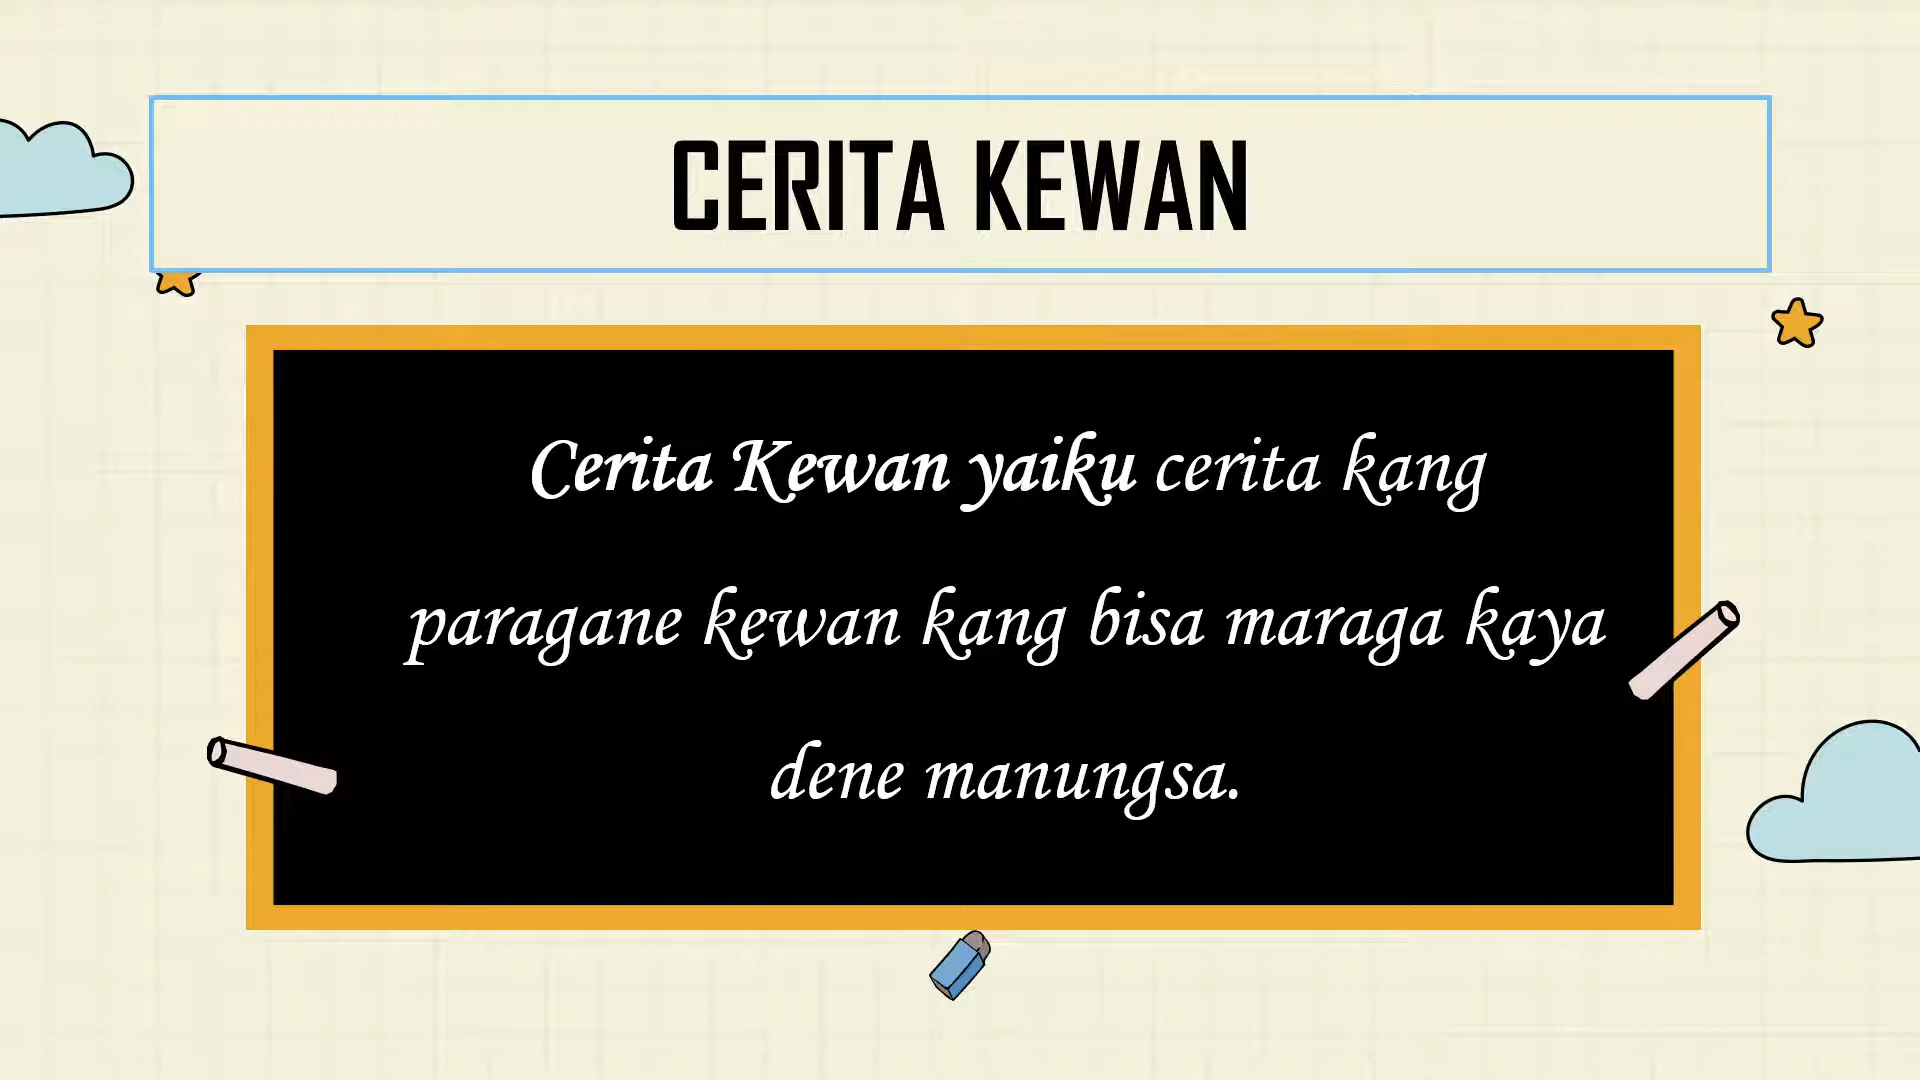 CERITA KEWAN
Cerita Kewan yaiku cerita kang
paragane kewan kang bisa maraga kaya
dene manungsa.